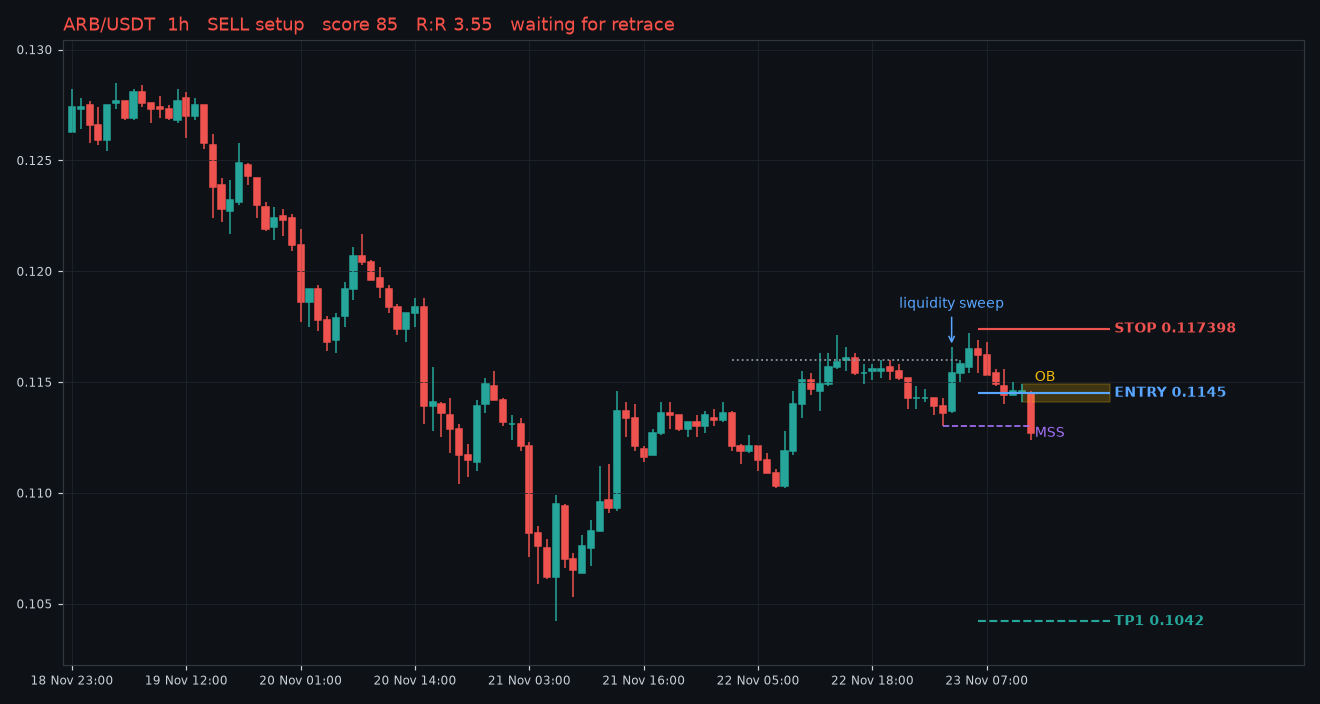 ARB/USDT 1h SELL setup score 85 R:R 3.55 waiting for retrace
0.130
0.125
0.120
liquidity sweep
STOP 0.117398
0.115
OB
ENTRY 0.1145
MSS
0.110
0.105
TP1 0.1042
18 Nov 23:00 19 Nov 12:00 20 Nov 01:00 20 Nov 14:00 21 Nov 03:00 21 Nov 16:00 22 Nov 05:00 22 Nov 18:00 23 Nov 07:00